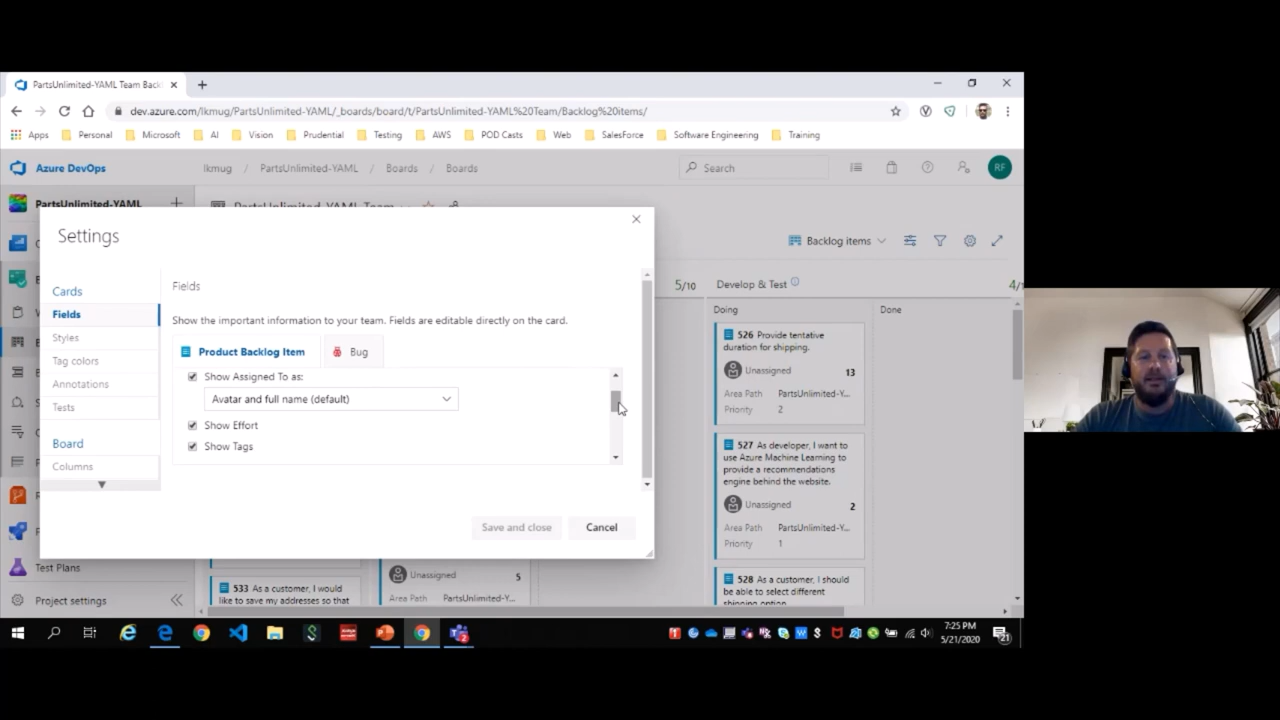 PartsUnlimited-YAML Team Back
dev.azure.com/lkmug/PartsUnlimited-YAML/_boards/board/t/PartsUnlimited-YAML%20Team/Backlog%20items/
Apps Personal Microsoft AI Vision Prudential Testing AWS POD Casts Web SalesForce Software Engineering Training
Azure DevOps lkmug / PartsUnlimited-YAML / Boards / Boards Search RF
PartsUnlimited-YAML
PartsUnlimited-YAML Team
Settings
Backlog items
Cards
Fields
Styles
Tag colors
Annotations
Tests
Board
Columns
Fields
Show the important information to your team. Fields are editable directly on the card.
Product Backlog Item Bug
Show Assigned To as:
Avatar and full name (default)
Show Effort
Show Tags
Save and close Cancel
5/10 Develop & Test
Doing Done
526 Provide tentative
duration for shipping.
Unassigned 13
Area Path PartsUnlimited-Y...
Priority 2
527 As developer, I want to
use Azure Machine Learning to
provide a recommendations
engine behind the website.
Unassigned 2
Area Path PartsUnlimited-Y...
Priority 1
528 As a customer, I should
be able to select different
shipping option
Test Plans
Project settings
533 As a customer, I would
like to save my addresses so that
Unassigned 5
Area Path PartsUnlimited-Y...
7:25 PM
5/21/2020
21